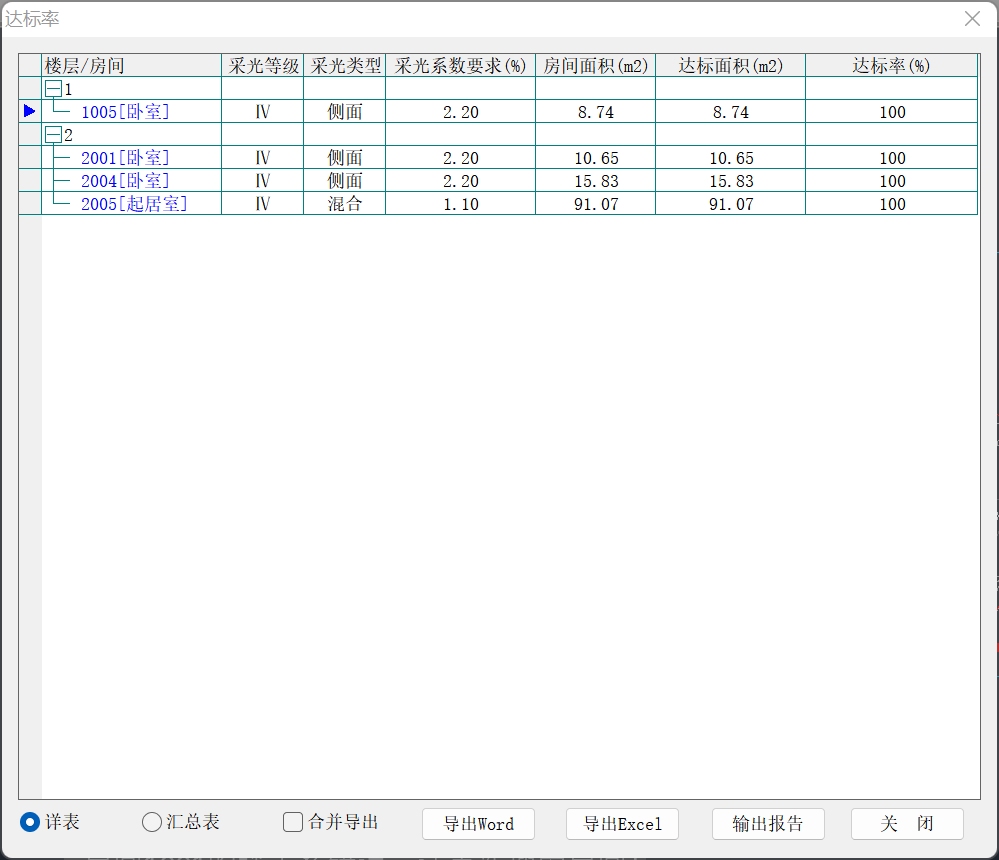 达标率
楼层/房间 采光等级 采光类型 采光系数要求(%) 房间面积(m2) 达标面积(m2) 达标率(%)
1
1005[卧室] Ⅳ 侧面 2.20 8.74 8.74 100
2
2001[卧室] Ⅳ 侧面 2.20 10.65 10.65 100
2004[卧室] Ⅳ 侧面 2.20 15.83 15.83 100
2005[起居室] Ⅳ 混合 1.10 91.07 91.07 100
详表 汇总表 合并导出 导出Word 导出Excel 输出报告 关 闭